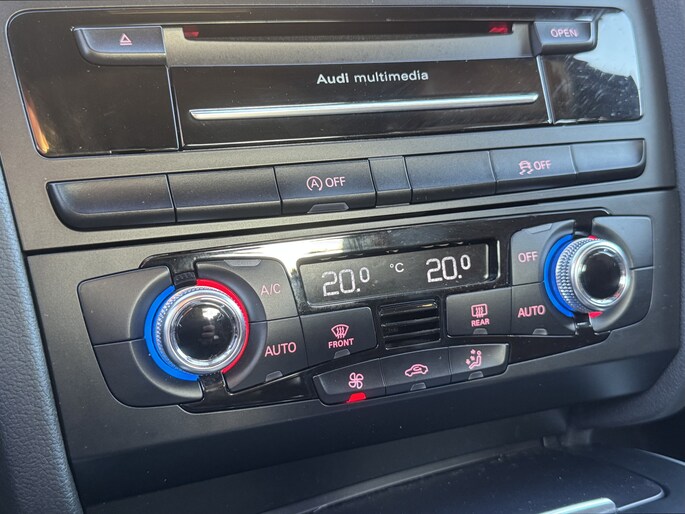 OPEN
Audi multimedia
A OFF
OFF
A/C
20.0 °C 20.0
OFF
AUTO
FRONT
REAR
AUTO